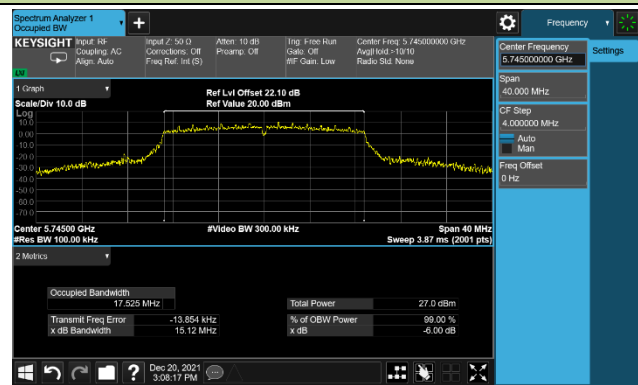 Spectrum Analyzer 1
Occupied BW
+
Frequency
KEYSIGHT
Input: RF
Coupling: AC
Align: Auto
Input Z: 50 Ω
Corrections: Off
Freq Ref: Int (S)
Atten: 10 dB
Preamp: Off
Trig: Free Run
Gate: Off
#IF Gain: Low
Center Freq: 5.745000000 GHz
Avg|Hold:>10/10
Radio Std: None
Center Frequency
5.745000000 GHz
Settings
Span
40.000 MHz
CF Step
4.000000 MHz
Auto
Man
Freq Offset
0 Hz
1 Graph
Scale/Div 10.0 dB
Ref Lvl Offset 22.10 dB
Ref Value 20.00 dBm
Log
10.0
0.00
-10.0
-20.0
-30.0
-40.0
-50.0
-60.0
-70.0
Center 5.74500 GHz
#Res BW 100.00 kHz
#Video BW 300.00 kHz
Span 40 MHz
Sweep 3.87 ms (2001 pts)
2 Metrics
Occupied Bandwidth
17.525 MHz
Total Power 27.0 dBm
Transmit Freq Error -13.854 kHz
% of OBW Power 99.00 %
x dB Bandwidth 15.12 MHz
x dB -6.00 dB
?
Dec 20, 2021
3:08:17 PM